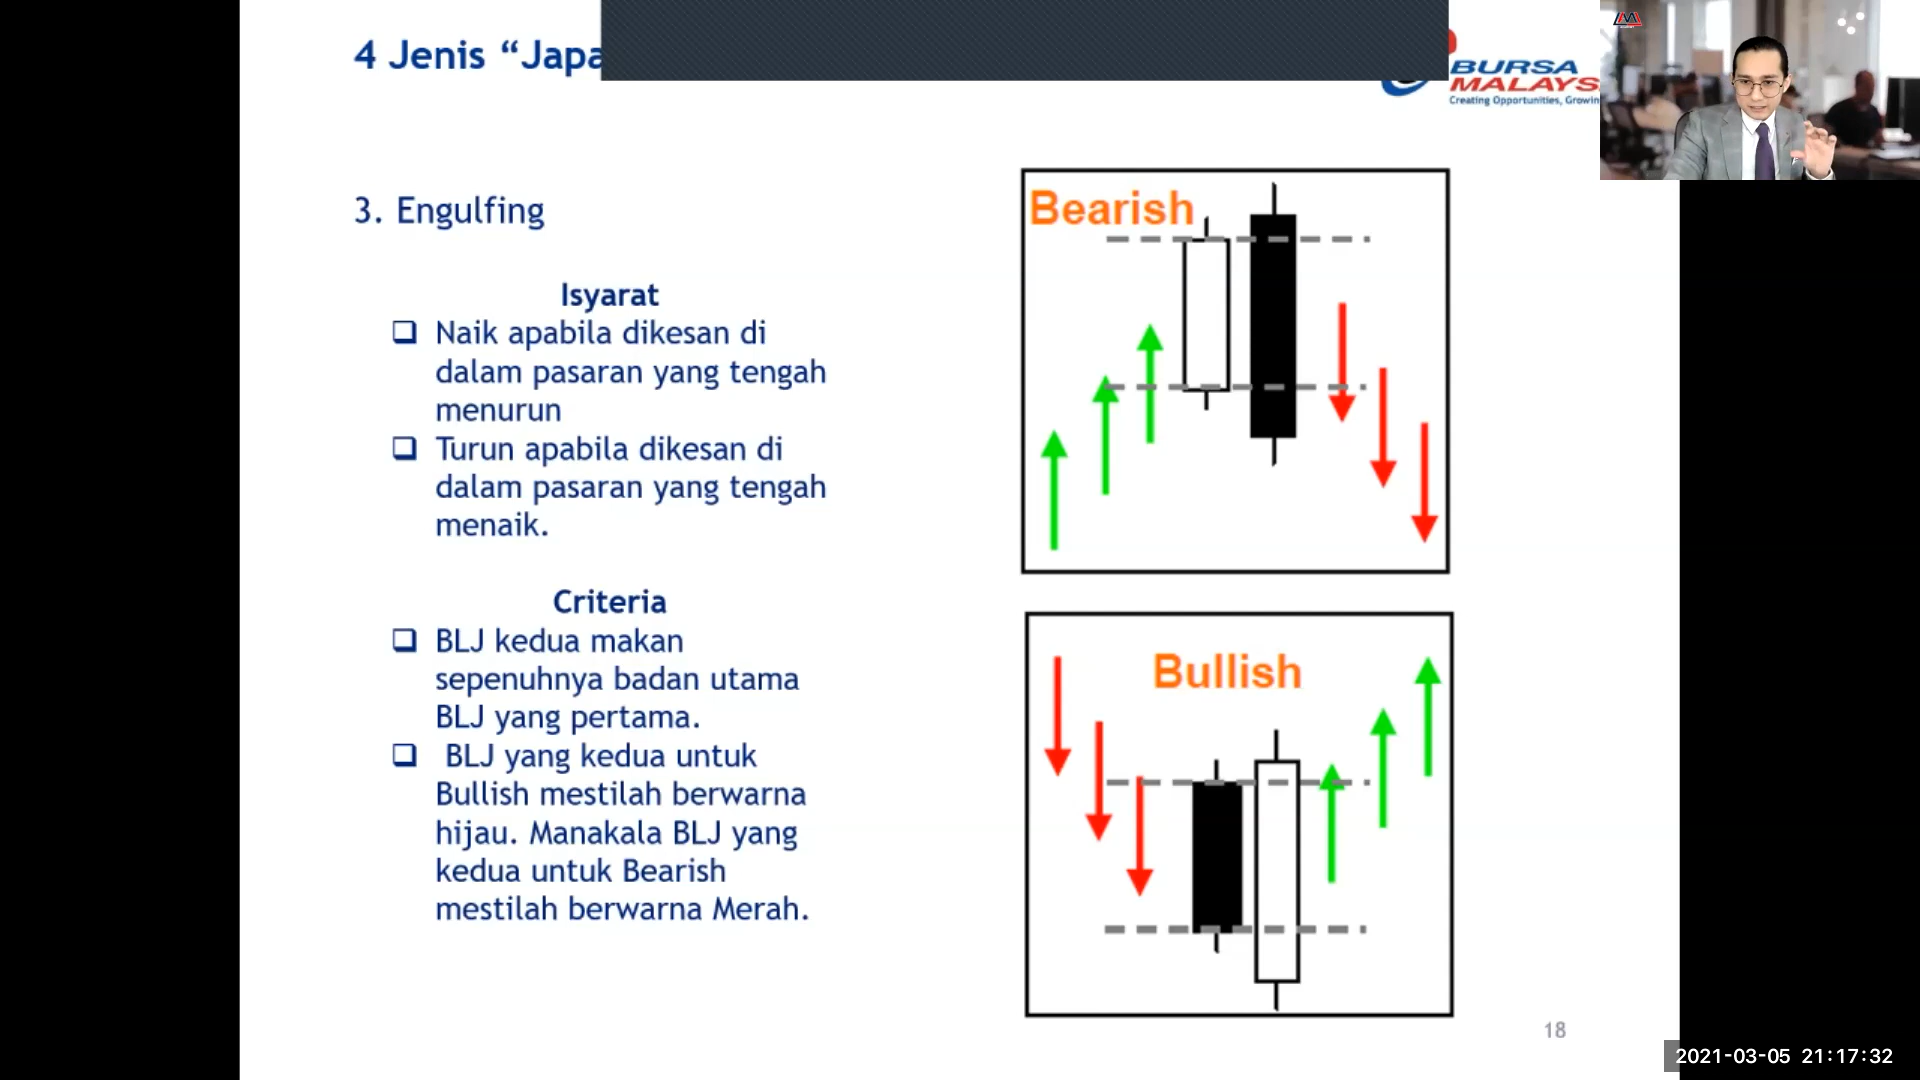 4 Jenis “Japa
BURSA
MALAYS
Creating Opportunities, Growin
3. Engulfing
Isyarat
Naik apabila dikesan di
dalam pasaran yang tengah
menurun
Turun apabila dikesan di
dalam pasaran yang tengah
menaik.
Criteria
BLJ kedua makan
sepenuhnya badan utama
BLJ yang pertama.
BLJ yang kedua untuk
Bullish mestilah berwarna
hijau. Manakala BLJ yang
kedua untuk Bearish
mestilah berwarna Merah.
Bearish
Bullish
18
2021-03-05 21:17:32